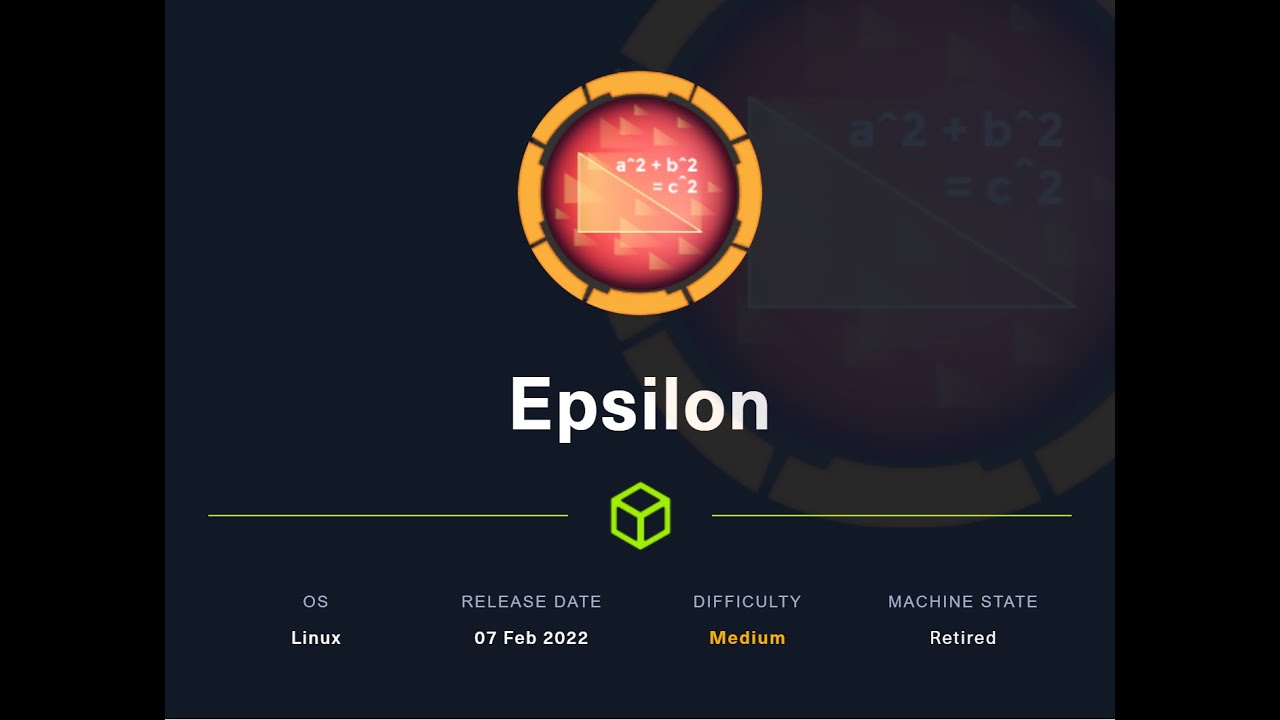 a^2 + b^2
= c^2
a^2 + b^2
= c^2
Epsilon
OS
RELEASE DATE
DIFFICULTY
MACHINE STATE
Linux
07 Feb 2022
Medium
Retired